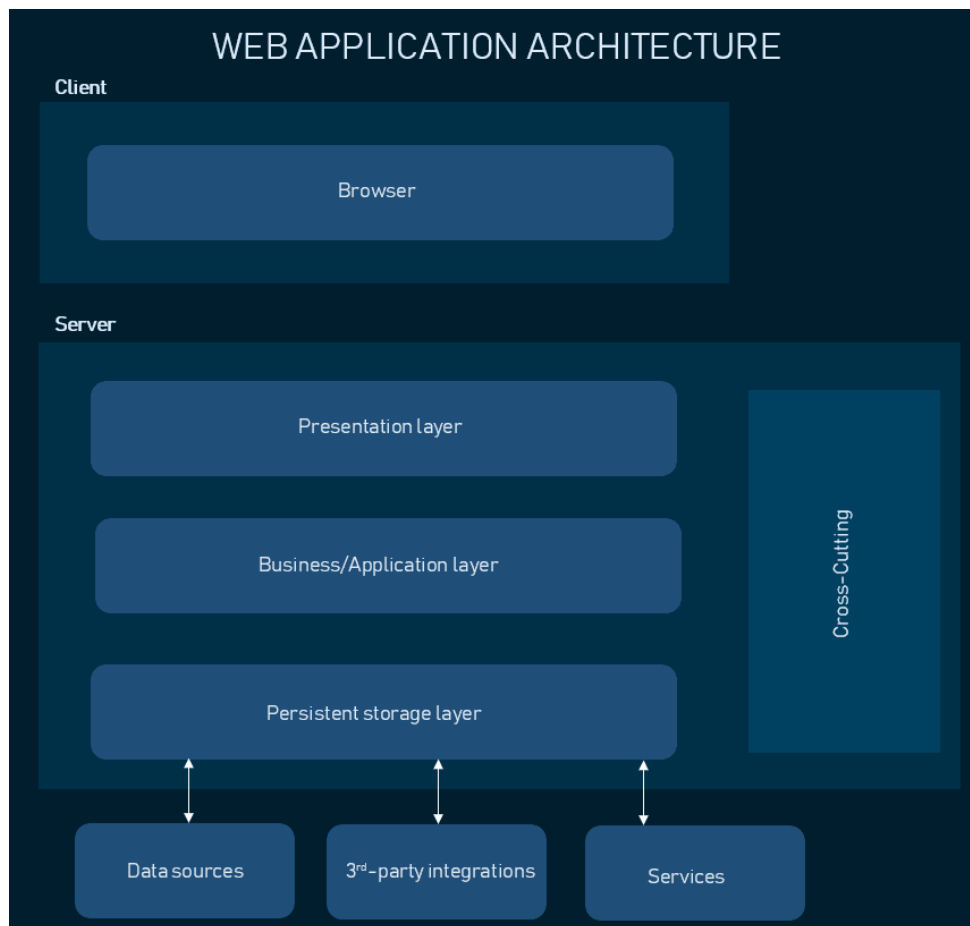 WEB APPLICATION ARCHITECTURE
Client
Browser
Server
Presentation layer
Business/Application layer
Cross-Cutting
Persistent storage layer
Data sources
3rd-party integrations
Services